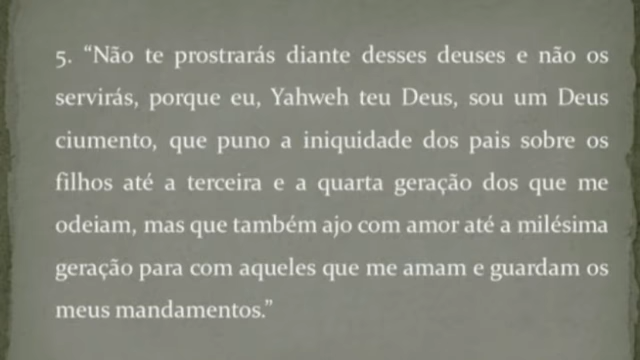 5. “Não te prostrarás diante desses deuses e não os
servirás, porque eu, Yahweh teu Deus, sou um Deus
ciumento, que puno a iniquidade dos pais sobre os
filhos até a terceira e a quarta geração dos que me
odeiam, mas que também ajo com amor até a milésima
geração para com aqueles que me amam e guardam os
meus mandamentos.”